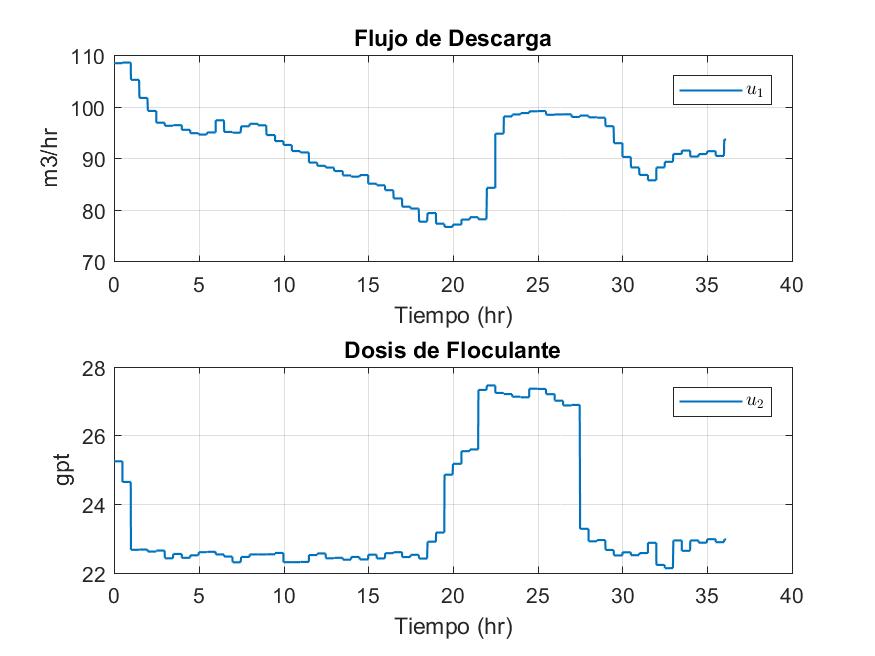 Flujo de Descarga
110
100
90
80
70
m3/hr
u1
0 5 10 15 20 25 30 35 40
Tiempo (hr)
Dosis de Floculante
28
26
24
22
gpt
u2
0 5 10 15 20 25 30 35 40
Tiempo (hr)